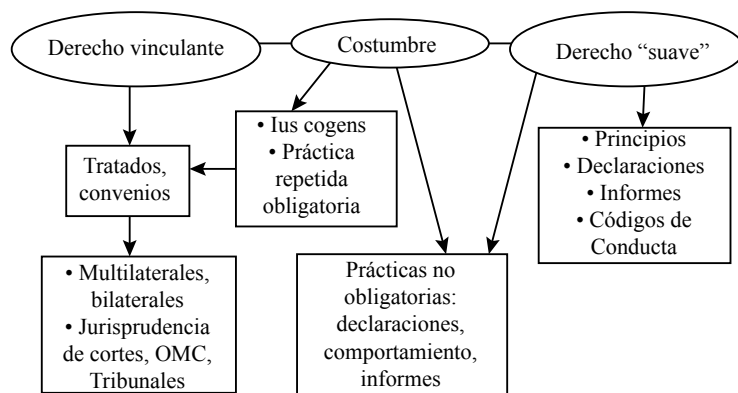 Derecho vinculante
Costumbre
Derecho “suave”
• Ius cogens
• Práctica
repetida
obligatoria
Tratados,
convenios
• Principios
• Declaraciones
• Informes
• Códigos de
Conducta
• Multilaterales,
bilaterales
• Jurisprudencia
de cortes, OMC,
Tribunales
Prácticas no
obligatorias:
declaraciones,
comportamiento,
informes